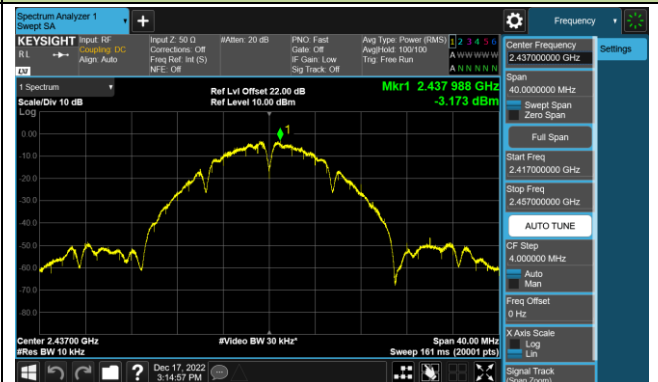 Spectrum Analyzer 1
Swept SA
Frequency
KEYSIGHT
Input: RF
Input Z: 50 Ω
#Atten: 20 dB
PNO: Fast
Avg Type: Power (RMS)
1 2 3 4 5 6
RL
Coupling: DC
Corrections: Off
Gate: Off
Avg|Hold: 100/100
A W W W W W
Align: Auto
Freq Ref: Int (S)
IF Gain: Low
Trig: Free Run
LXI
NFE: Off
Sig Track: Off
A N N N N N
Center Frequency
2.437000000 GHz
Settings
1 Spectrum
Ref Lvl Offset 22.00 dB
Mkr1 2.437 988 GHz
Scale/Div 10 dB
Ref Level 10.00 dBm
-3.173 dBm
Log
1
0.00
-10.0
-20.0
-30.0
-40.0
-50.0
-60.0
-70.0
-80.0
Span
40.0000000 MHz
Swept Span
Zero Span
Full Span
Start Freq
2.417000000 GHz
Stop Freq
2.457000000 GHz
AUTO TUNE
CF Step
4.000000 MHz
Auto
Man
Freq Offset
0 Hz
X Axis Scale
Log
Lin
Signal Track
(Span Zoom)
Center 2.43700 GHz
#Video BW 30 kHz*
Span 40.00 MHz
#Res BW 10 kHz
Sweep 161 ms (20001 pts)
?
Dec 17, 2022
3:14:57 PM